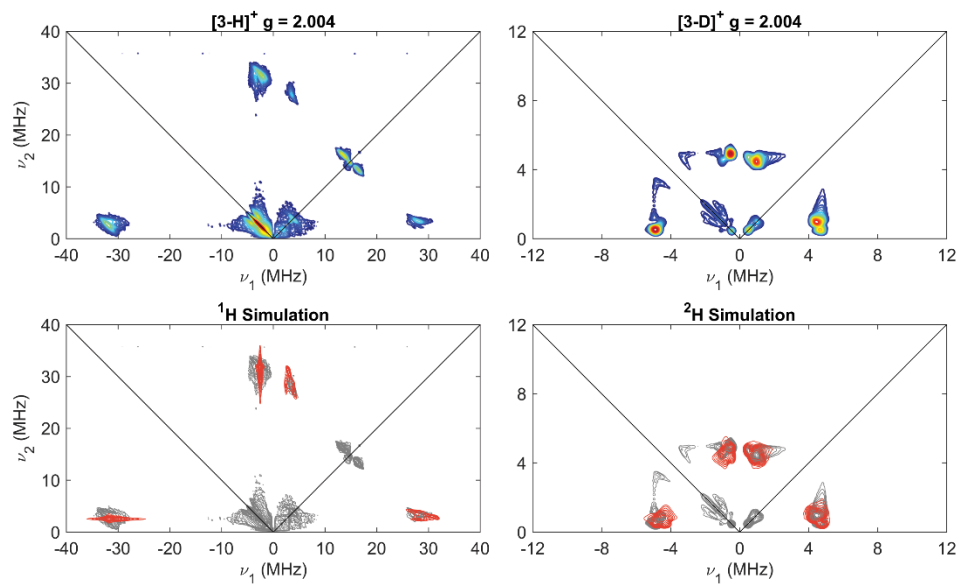 [3-H]⁺ g = 2.004
40
30
20
10
0
ν₂ (MHz)
-40 -30 -20 -10 0 10 20 30 40
ν₁ (MHz)
[3-D]⁺ g = 2.004
12
8
4
0
-12 -8 -4 0 4 8 12
ν₁ (MHz)
¹H Simulation
40
30
20
10
0
ν₂ (MHz)
-40 -30 -20 -10 0 10 20 30 40
ν₁ (MHz)
²H Simulation
12
8
4
0
-12 -8 -4 0 4 8 12
ν₁ (MHz)